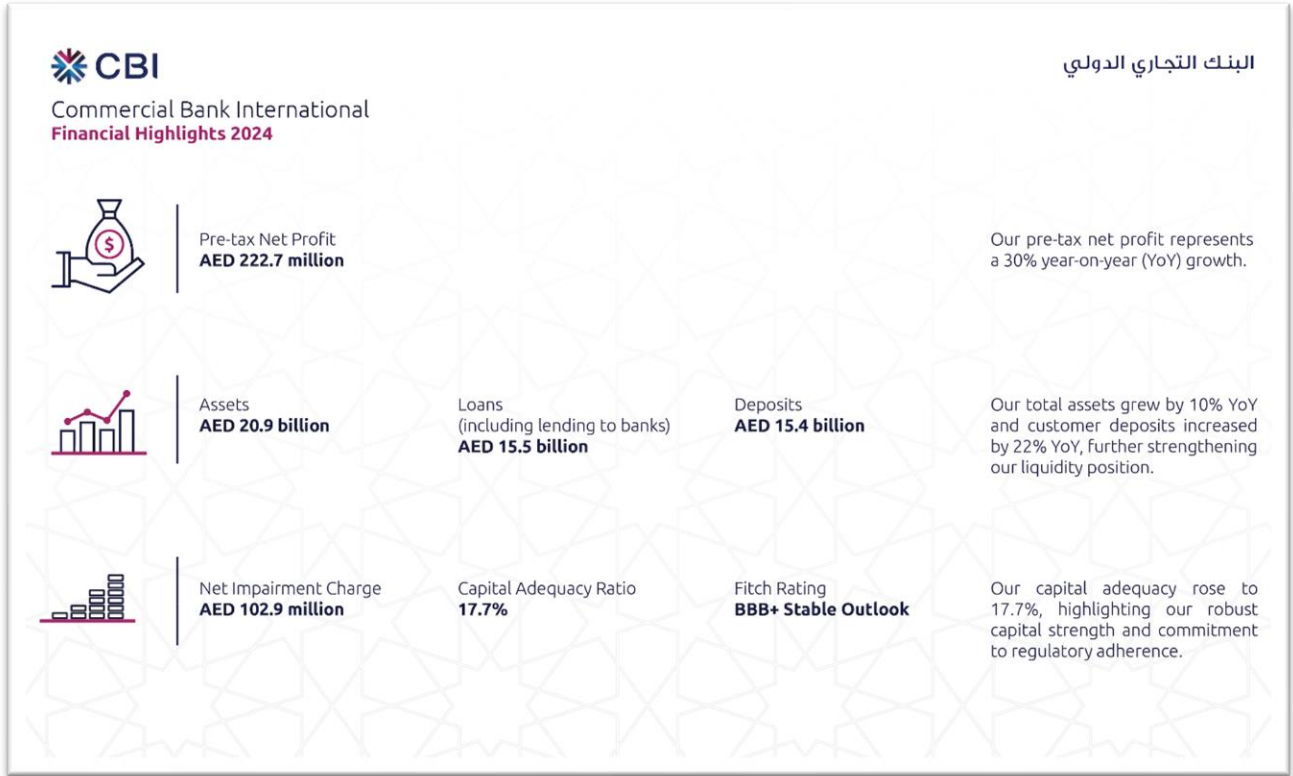 CBI
البنك التجاري الدولي
Commercial Bank International
Financial Highlights 2024
$
Pre-tax Net Profit
AED 222.7 million
Our pre-tax net profit represents
a 30% year-on-year (YoY) growth.
Assets
AED 20.9 billion
Loans
(including lending to banks)
AED 15.5 billion
Deposits
AED 15.4 billion
Our total assets grew by 10% YoY
and customer deposits increased
by 22% YoY, further strengthening
our liquidity position.
Net Impairment Charge
AED 102.9 million
Capital Adequacy Ratio
17.7%
Fitch Rating
BBB+ Stable Outlook
Our capital adequacy rose to
17.7%, highlighting our robust
capital strength and commitment
to regulatory adherence.